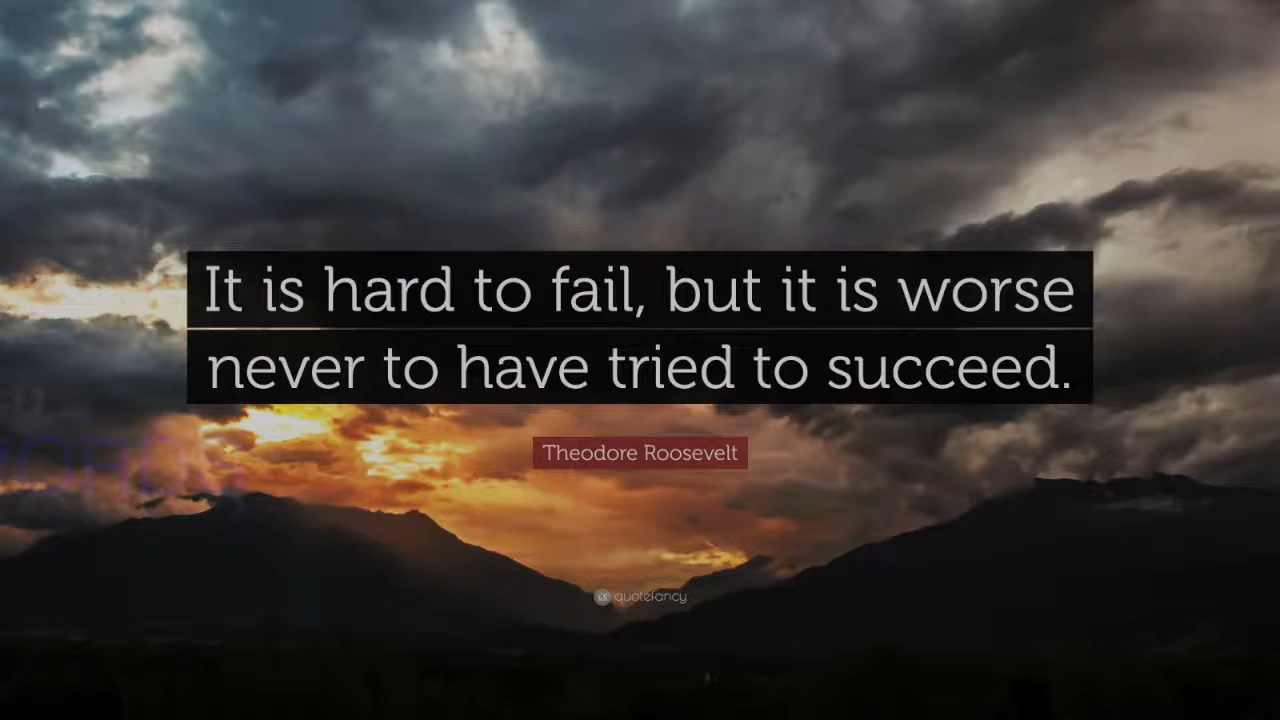 It is hard to fail, but it is worse
never to have tried to succeed.
Theodore Roosevelt
quotefancy